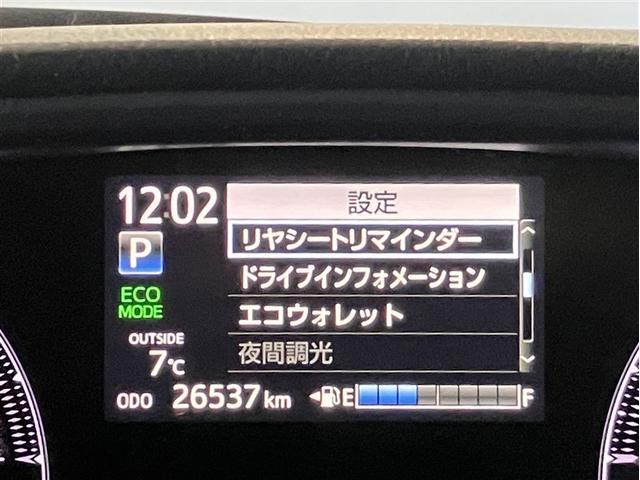 12:02
設定
リヤシートリマインダー
P
ドライブインフォメーション
ECO
MODE
エコウォレット
OUTSIDE
7℃
夜間調光
ODO 26537 km
E F